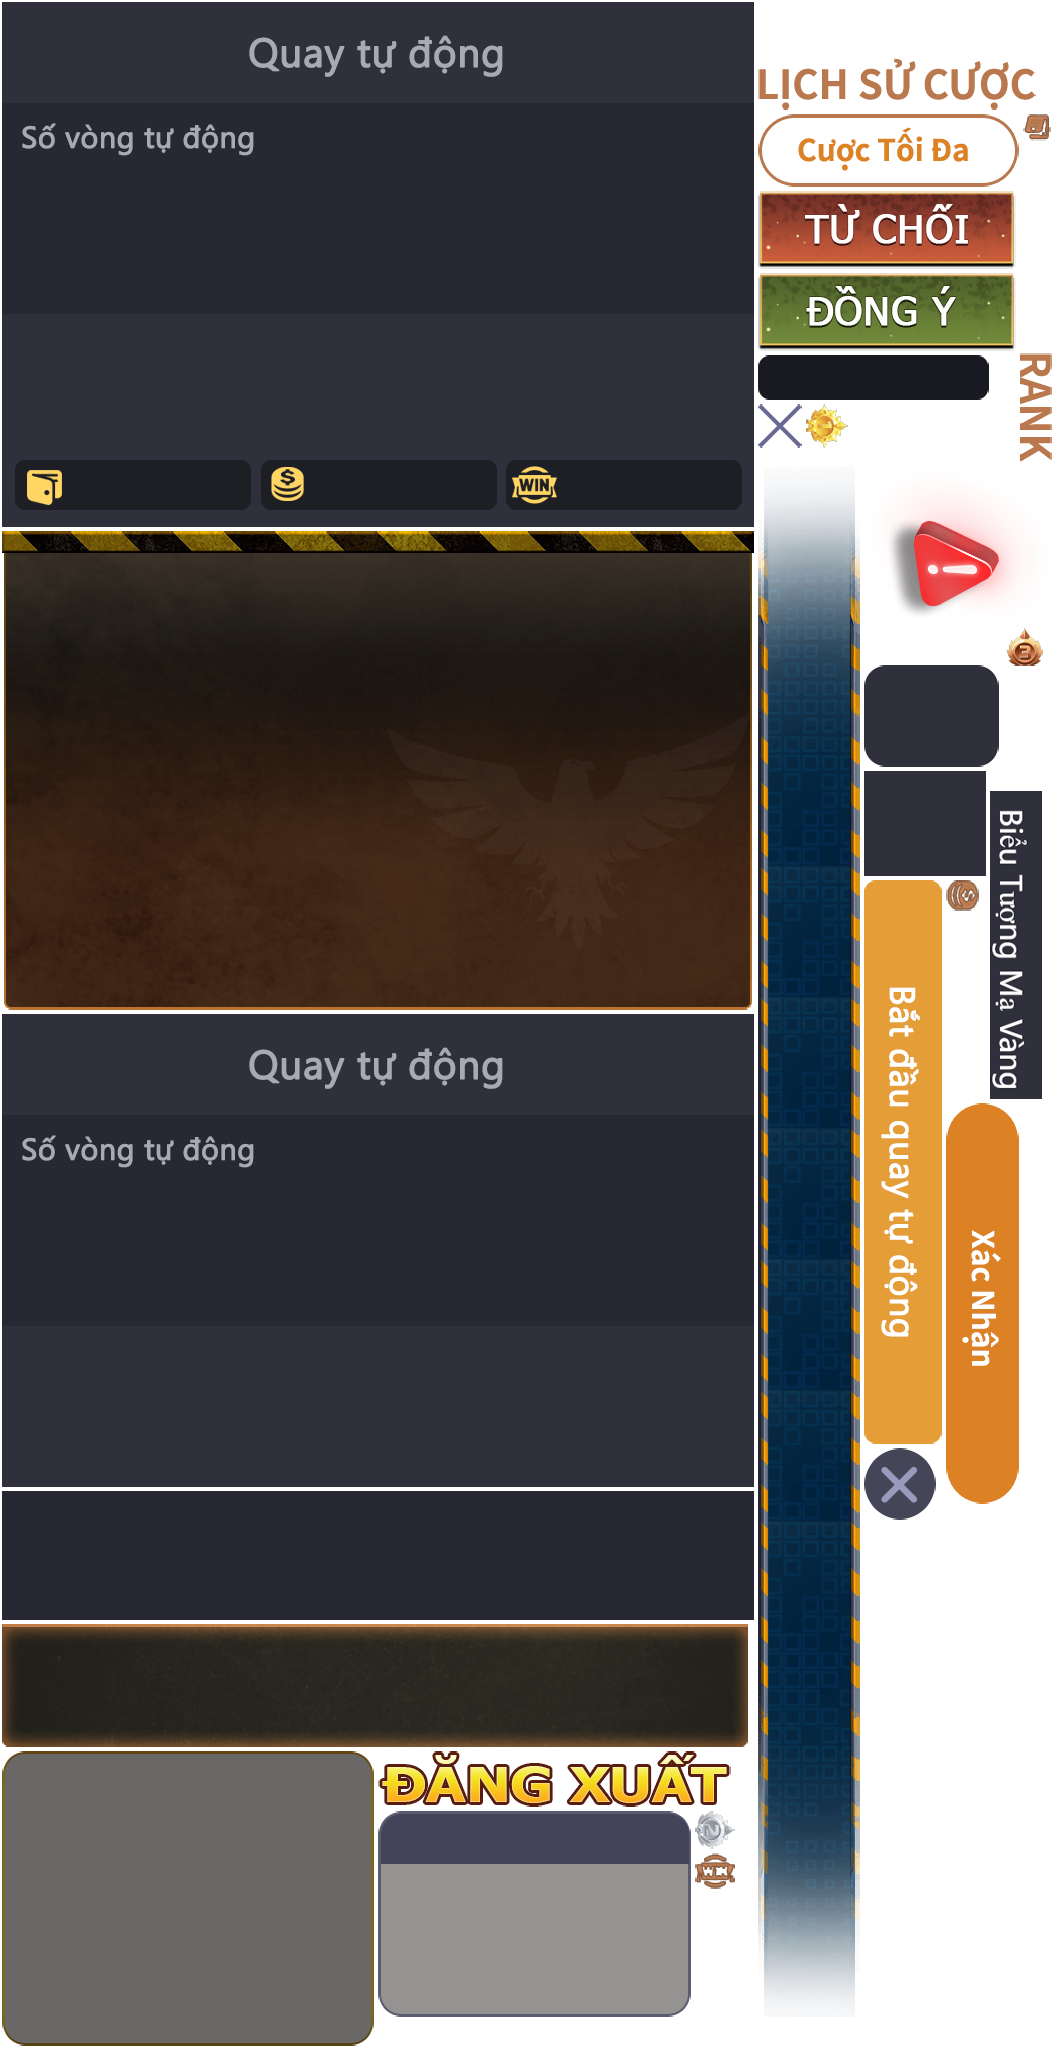 Quay tự động
Số vòng tự động
WIN
LỊCH SỬ CƯỢC
Cược Tối Đa
TỪ CHỐI
ĐỒNG Ý
RANK
3
Biểu Tượng Mạ Vàng
Bắt đầu quay tự động
Xác Nhận
Quay tự động
Số vòng tự động
ĐĂNG XUẤT
WIN